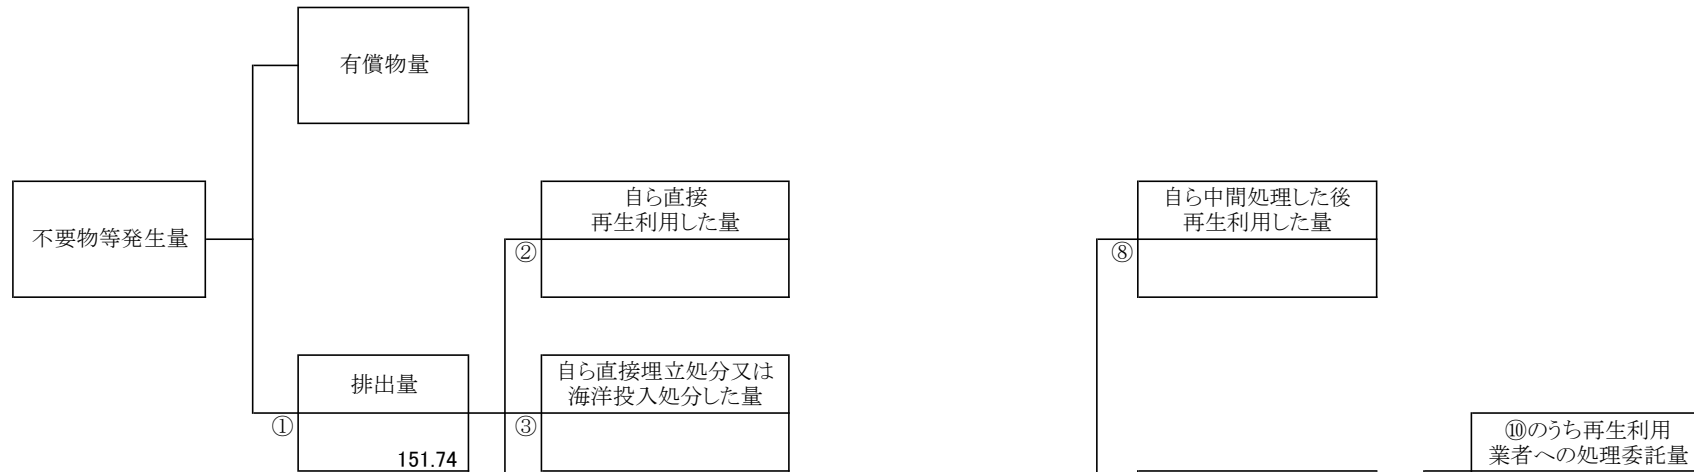 有償物量
不要物等発生量
自ら直接
再生利用した量
②
自ら中間処理した後
再生利用した量
⑧
排出量
①
151.74
自ら直接埋立処分又は
海洋投入処分した量
③
⑩のうち再生利用
業者への処理委託量